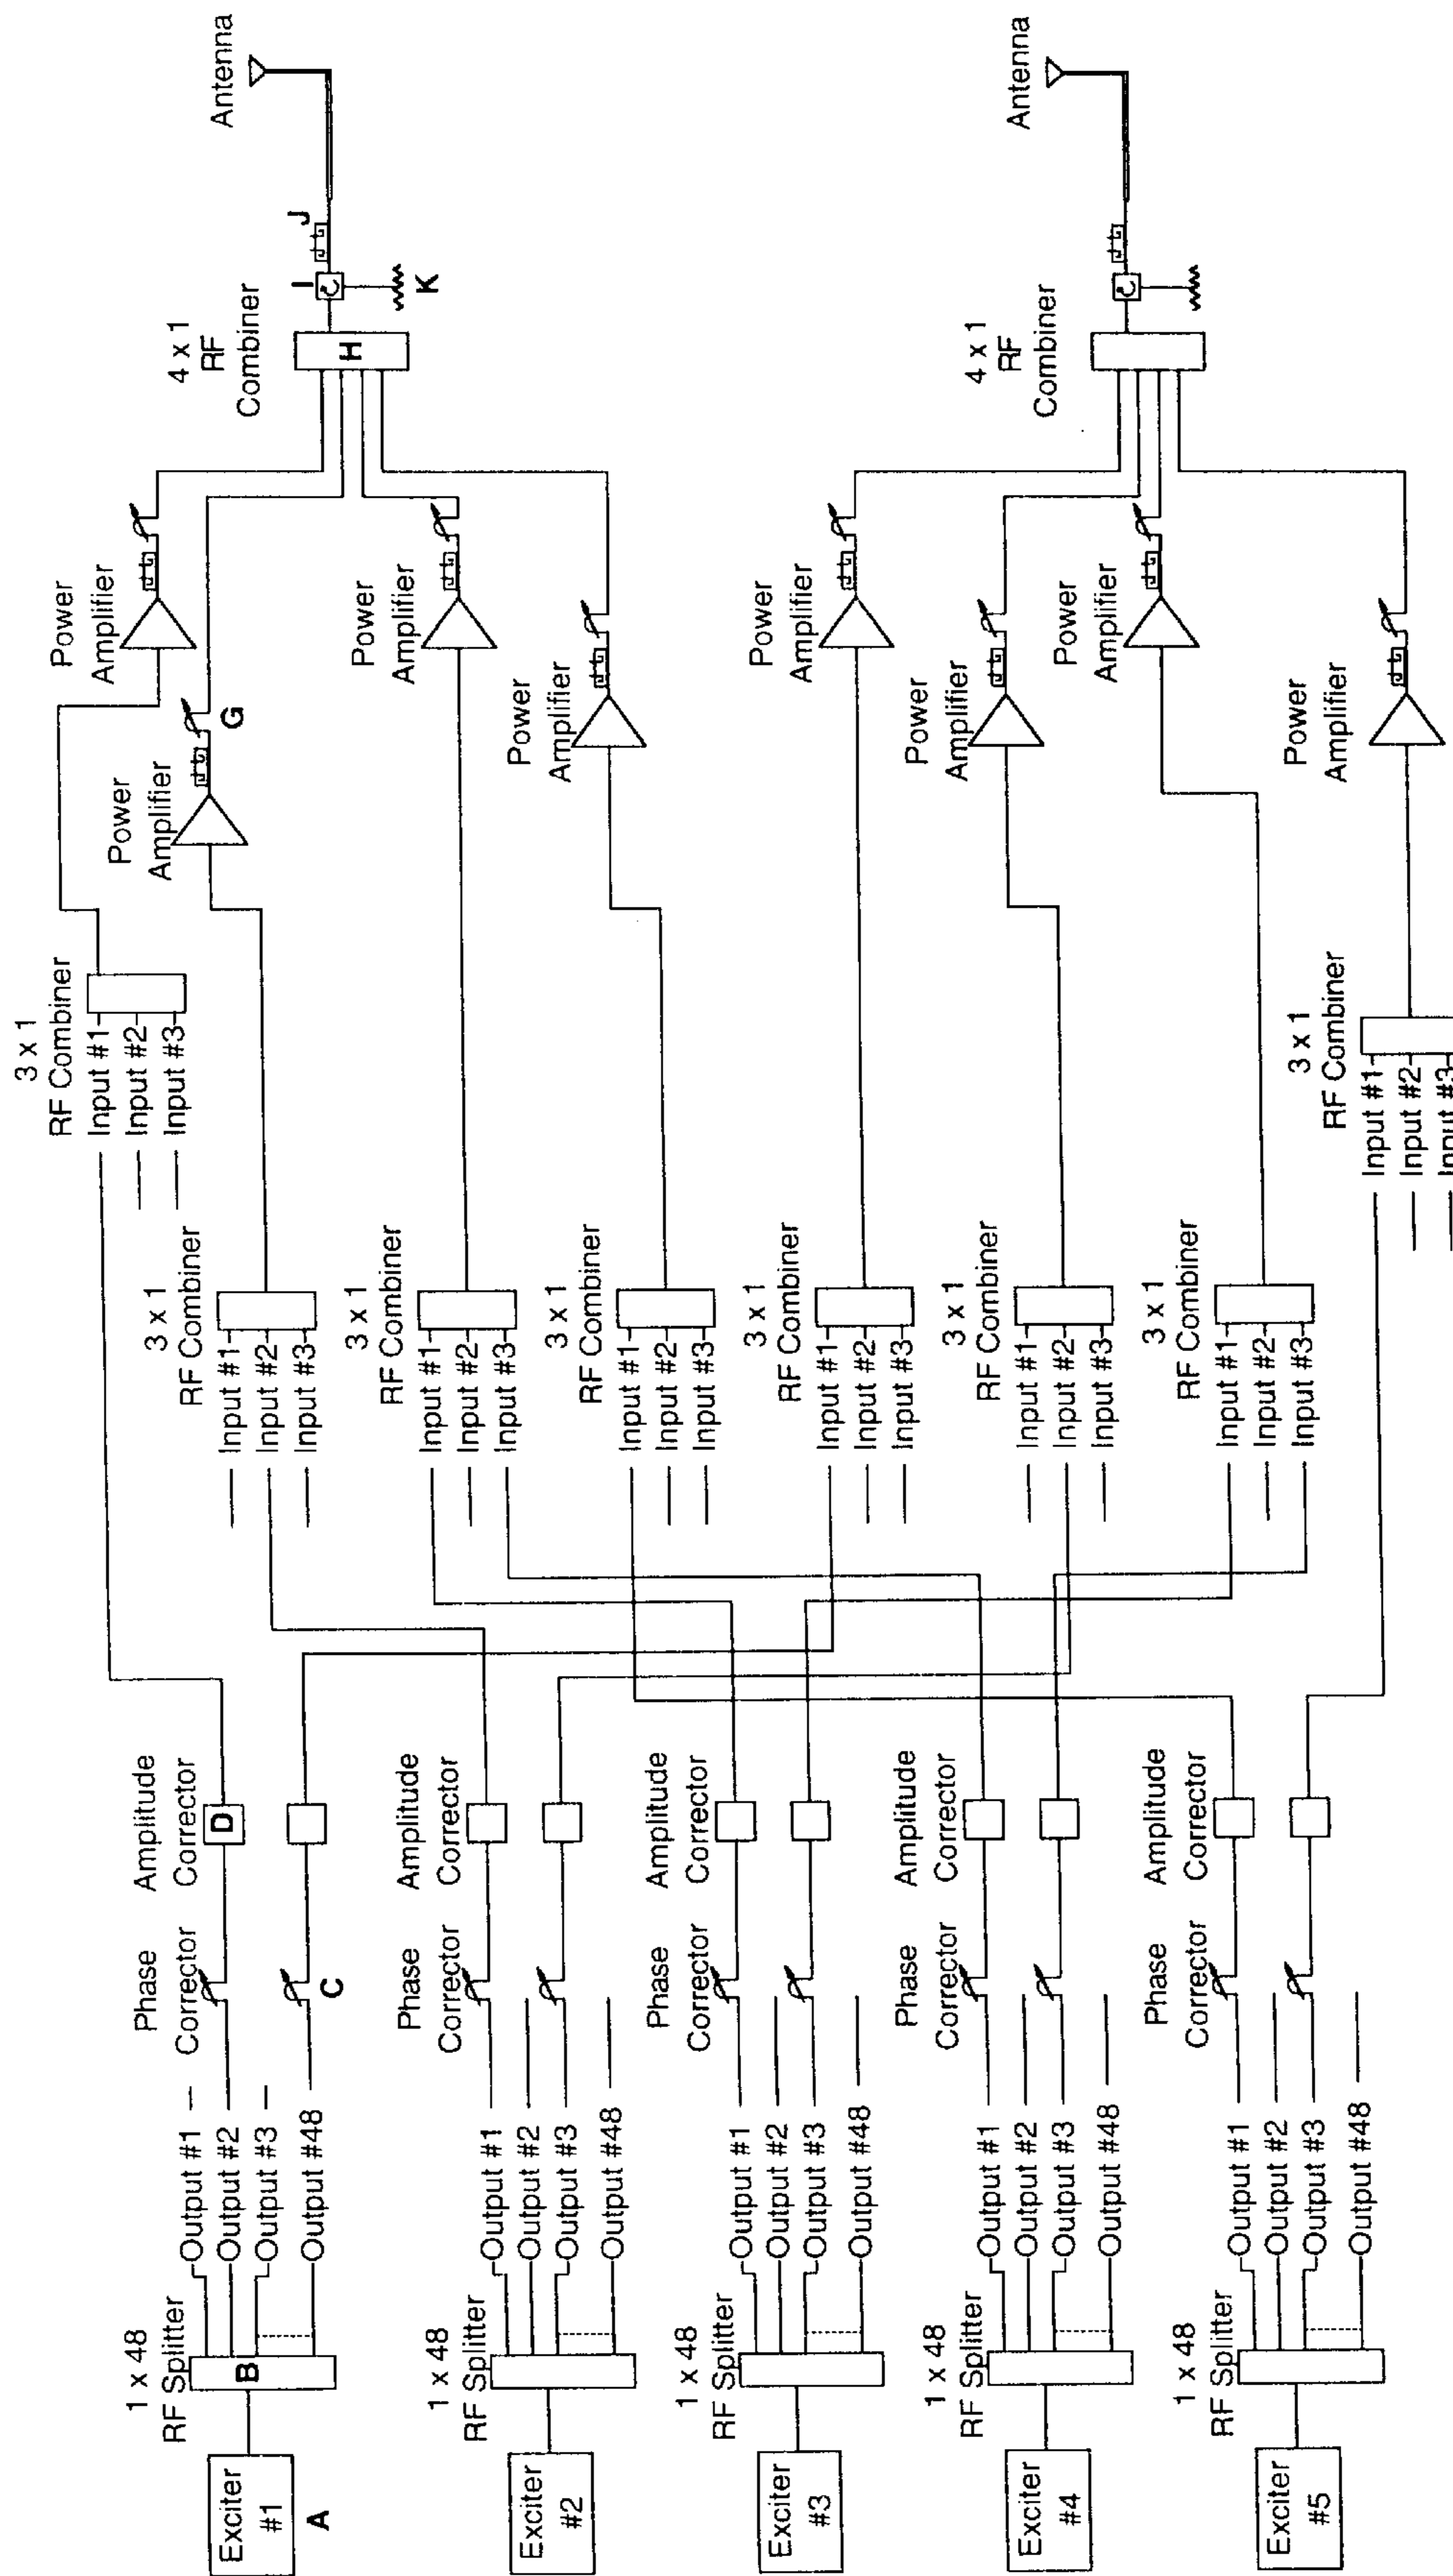 Exciter
#1
A
1 x 48
RF Splitter
B
Output #1
Output #2
Output #3
Output #48
Phase
Corrector
C
Amplitude
Corrector
D
Exciter
#2
1 x 48
RF Splitter
Output #1
Output #2
Output #3
Output #48
Phase
Corrector
Amplitude
Corrector
Exciter
#3
1 x 48
RF Splitter
Output #1
Output #2
Output #3
Output #48
Phase
Corrector
Amplitude
Corrector
Exciter
#4
1 x 48
RF Splitter
Output #1
Output #2
Output #3
Output #48
Phase
Corrector
Amplitude
Corrector
Exciter
#5
1 x 48
RF Splitter
Output #1
Output #2
Output #3
Output #48
Phase
Corrector
Amplitude
Corrector
3 x 1
RF Combiner
Input #1
Input #2
Input #3
3 x 1
RF Combiner
Input #1
Input #2
Input #3
3 x 1
RF Combiner
Input #1
Input #2
Input #3
3 x 1
RF Combiner
Input #1
Input #2
Input #3
3 x 1
RF Combiner
Input #1
Input #2
Input #3
3 x 1
RF Combiner
Input #1
Input #2
Input #3
3 x 1
RF Combiner
Input #1
Input #2
Input #3
3 x 1
RF Combiner
Input #1
Input #2
Input #3
Power
Amplifier
Power
Amplifier
G
Power
Amplifier
Power
Amplifier
Power
Amplifier
Power
Amplifier
Power
Amplifier
Power
Amplifier
4 x 1
RF
Combiner
H
I
J
K
Antenna
4 x 1
RF
Combiner
Antenna